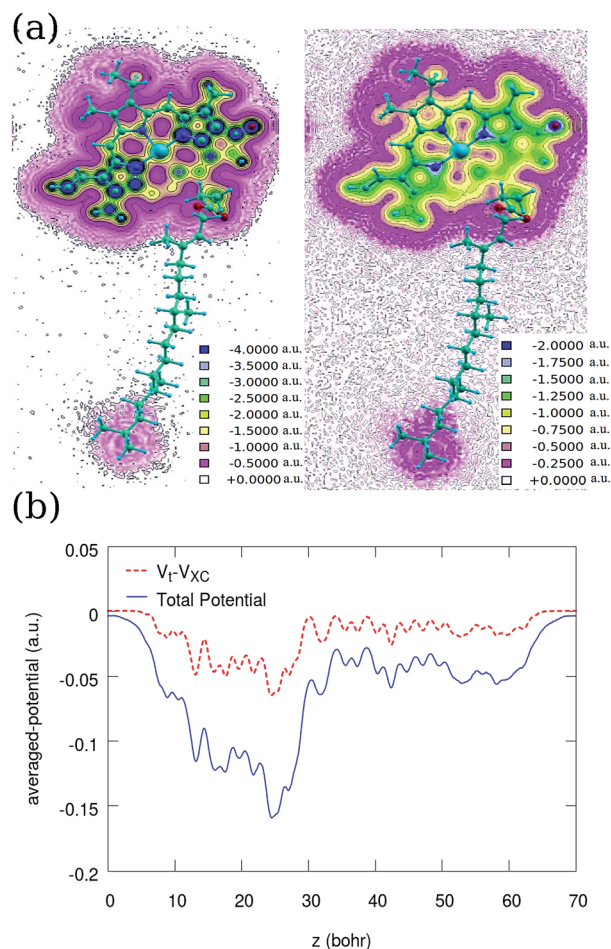 (a)
-4.0000 a.u.
-3.5000 a.u.
-3.0000 a.u.
-2.5000 a.u.
-2.0000 a.u.
-1.5000 a.u.
-1.0000 a.u.
-0.5000 a.u.
+0.0000 a.u.
-2.0000 a.u.
-1.7500 a.u.
-1.5000 a.u.
-1.2500 a.u.
-1.0000 a.u.
-0.7500 a.u.
-0.5000 a.u.
-0.2500 a.u.
+0.0000 a.u.
(b)
0.05
0
-0.05
-0.1
-0.15
-0.2
averaged-potential (a.u.)
Vt-VXC
Total Potential
0 10 20 30 40 50 60 70
z (bohr)